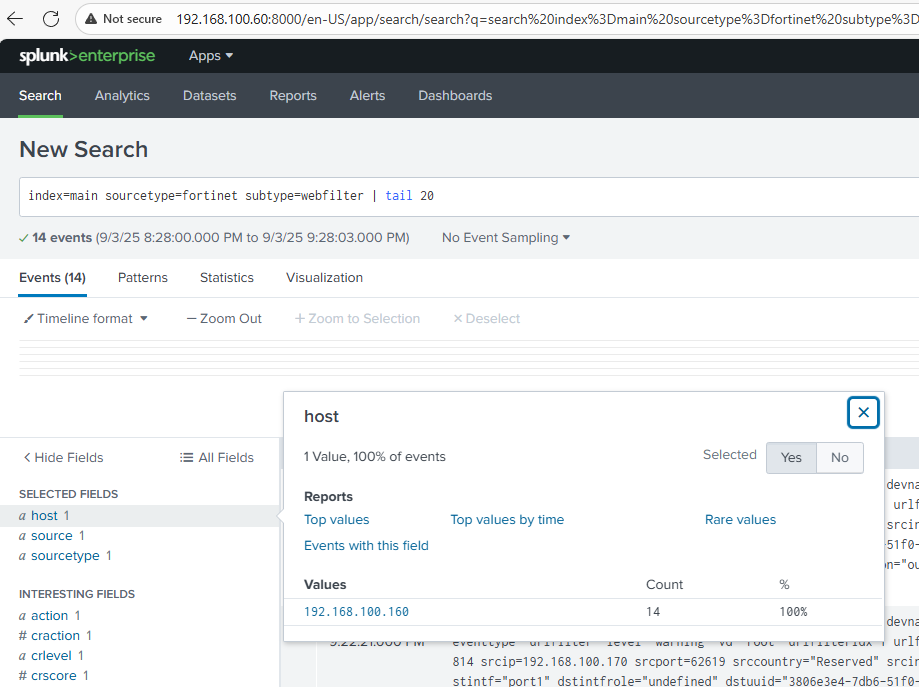 Not secure 192.168.100.60:8000/en-US/app/search/search?q=search%20index%3Dmain%20sourcetype%3Dfortinet%20subtype%3D
splunk>enterprise Apps
Search Analytics Datasets Reports Alerts Dashboards
New Search
index=main sourcetype=fortinet subtype=webfilter | tail 20
14 events (9/3/25 8:28:00.000 PM to 9/3/25 9:28:03.000 PM) No Event Sampling
Events (14) Patterns Statistics Visualization
Timeline format — Zoom Out + Zoom to Selection × Deselect
host
1 Value, 100% of events Selected Yes No
Reports
Top values Top values by time Rare values
Events with this field
Values Count %
192.168.100.160 14 100%
< Hide Fields All Fields
SELECTED FIELDS
a host 1
a source 1
a sourcetype 1
INTERESTING FIELDS
a action 1
# craction 1
a crlevel 1
# crscore 1
devna
urlf
srcin
51f0-
n="ou
devna
9:22:21.000 PM eventtype="urlfilter" level="warning" vd="root" urlfilteridx=1 urlf
814 srcip=192.168.100.170 srcport=62619 srccountry="Reserved" srcin
stintf="port1" dstintfrole="undefined" dstuuid="3806e3e4-7db6-51f0-